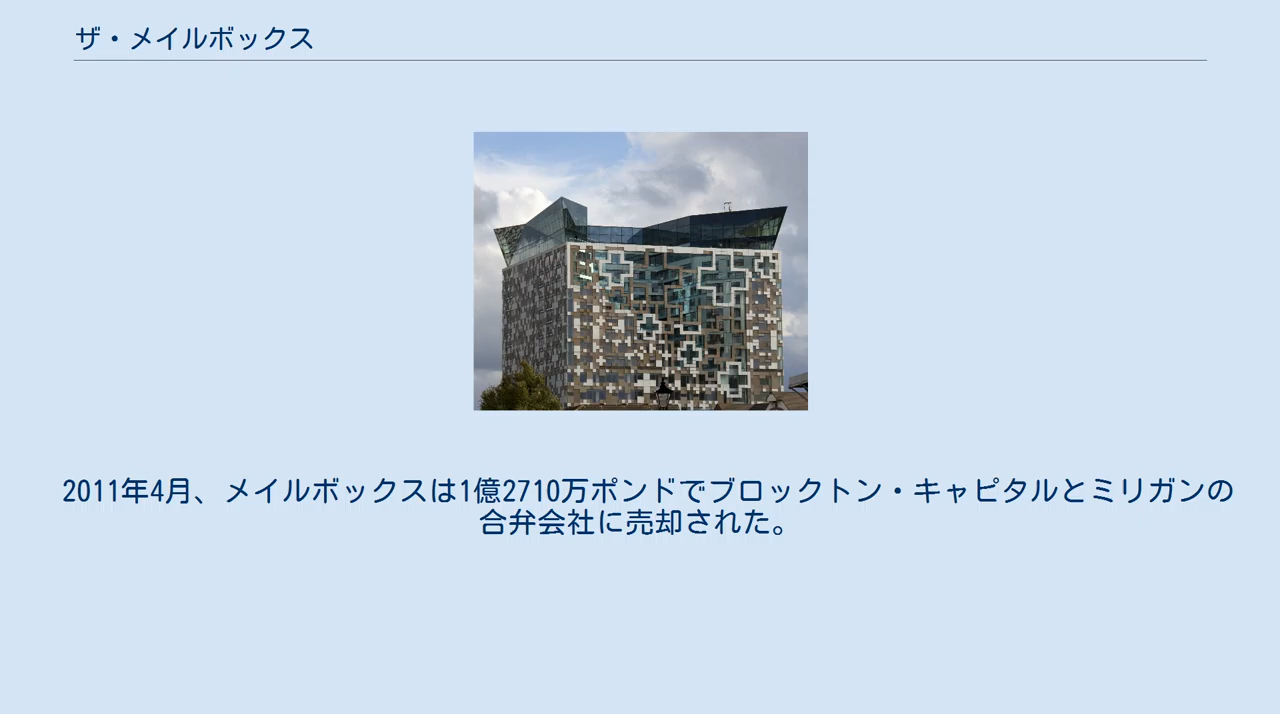 ザ・メイルボックス
2011年4月、メイルボックスは1億2710万ポンドでブロックトン・キャピタルとミリガンの
合弁会社に売却された。